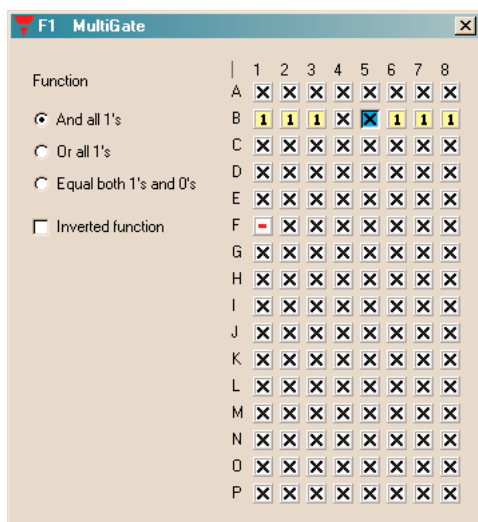 F1 MultiGate
Function
And all 1's
Or all 1's
Equal both 1's and 0's
Inverted function
| 1 2 3 4 5 6 7 8
A X X X X X X X X
B 1 1 1 X X 1 1 1
C X X X X X X X X
D X X X X X X X X
E X X X X X X X X
F - X X X X X X X
G X X X X X X X X
H X X X X X X X X
I X X X X X X X X
J X X X X X X X X
K X X X X X X X X
L X X X X X X X X
M X X X X X X X X
N X X X X X X X X
O X X X X X X X X
P X X X X X X X X